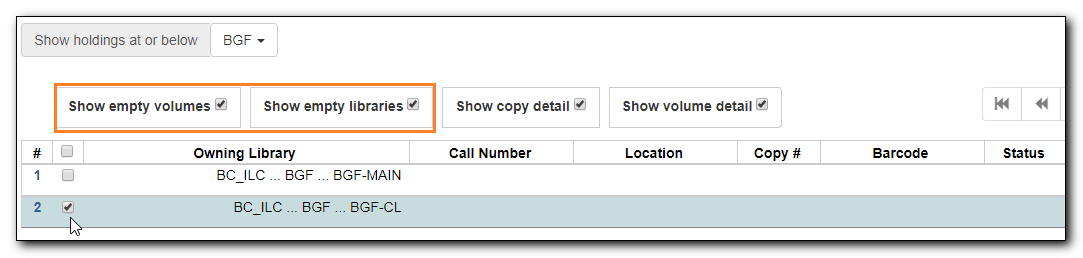 Show holdings at or below BGF
Show empty volumes Show empty libraries Show copy detail Show volume detail
# Owning Library Call Number Location Copy # Barcode Status
1 BC_ILC ... BGF ... BGF-MAIN
2 BC_ILC ... BGF ... BGF-CL